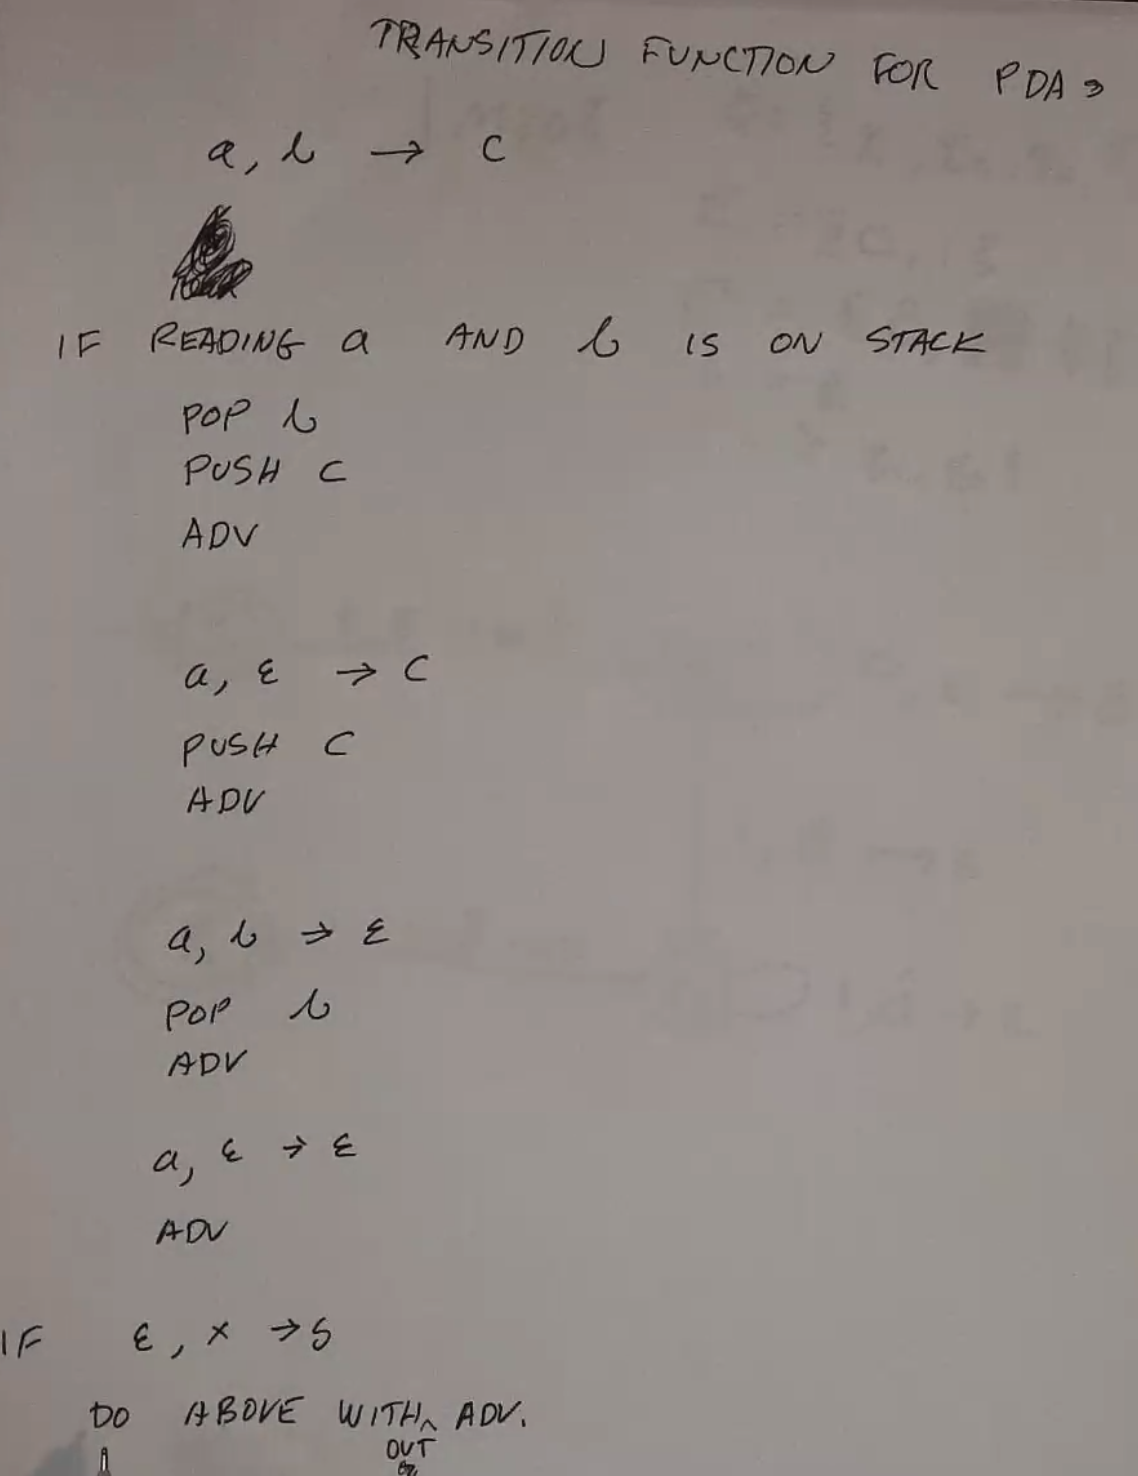 TRANSITION FUNCTION FOR PDAs
a, b → c
IF READING a AND b IS ON STACK
POP b
PUSH C
ADV
a, ε → C
PUSH C
ADV
a, b → ε
POP b
ADV
a, ε → ε
ADV
IF ε, x → s
DO ABOVE WITH^ ADV.
OUT